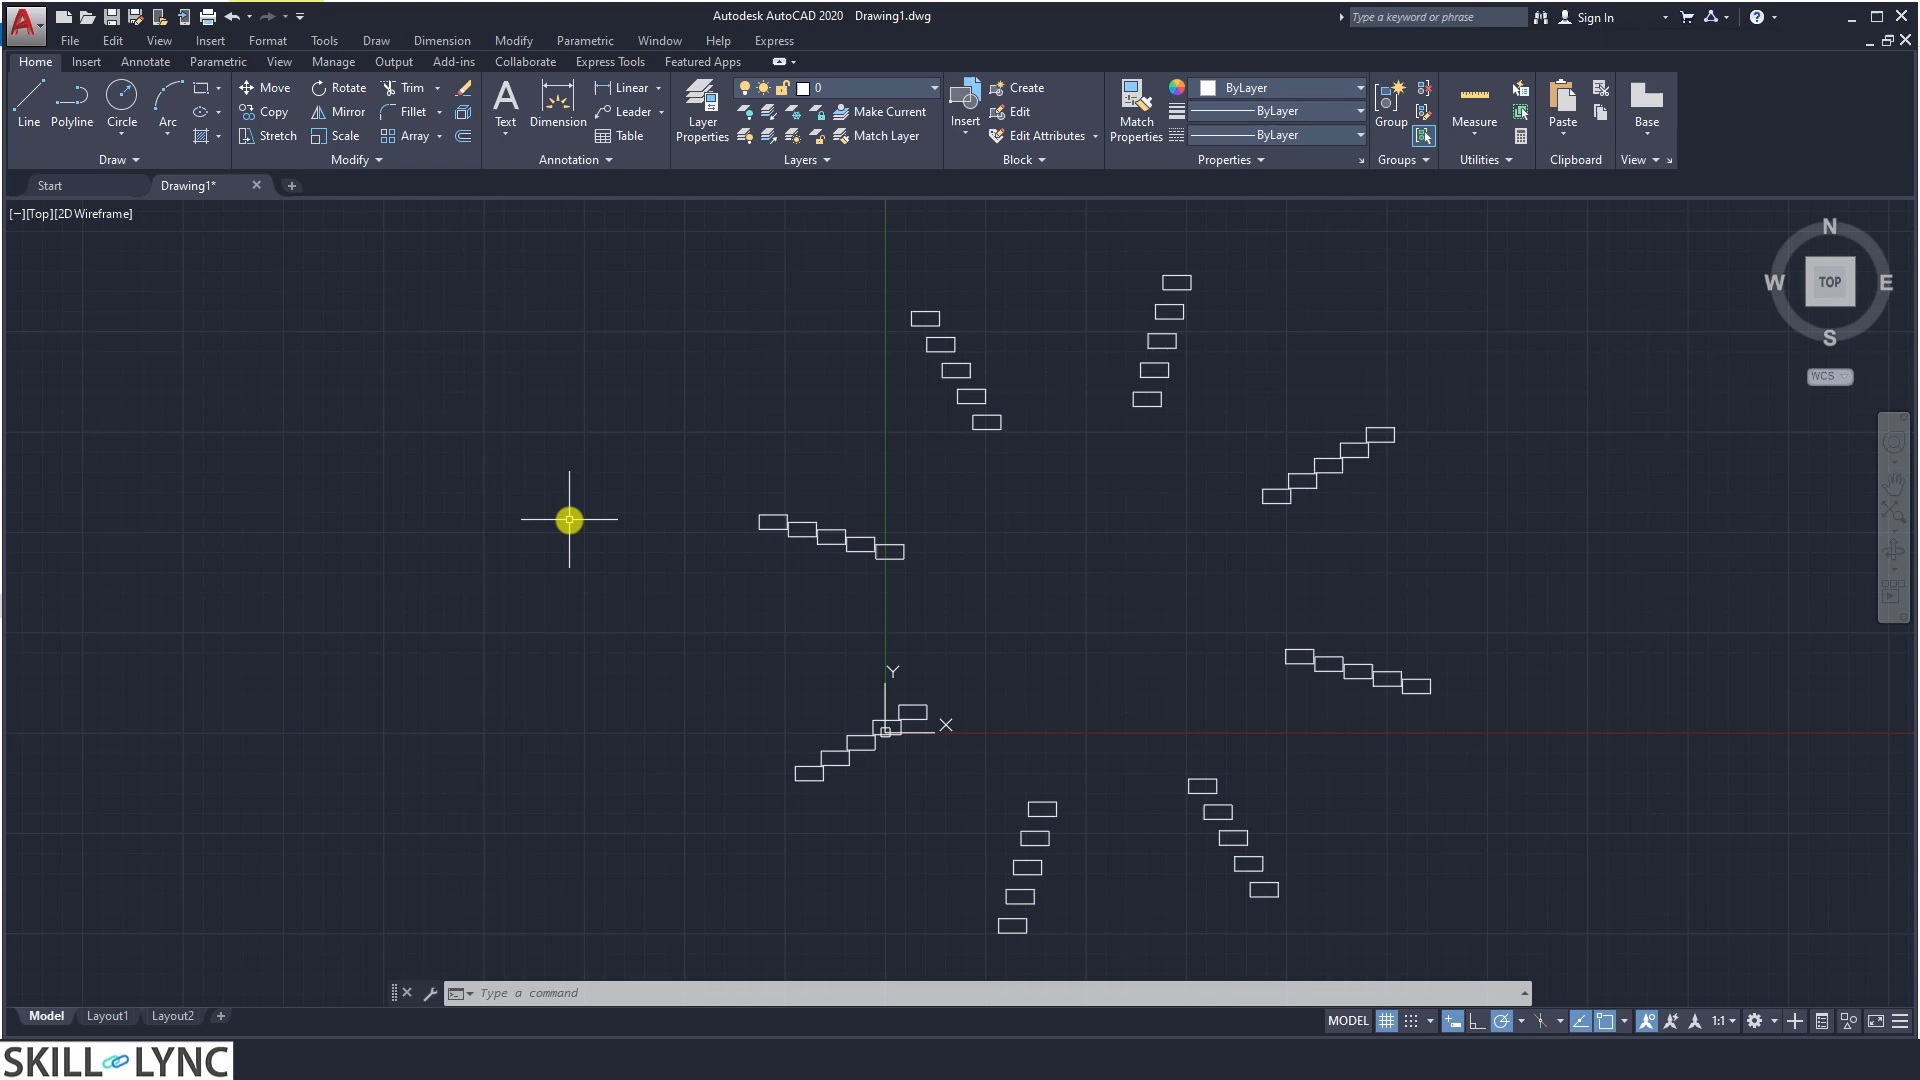 Autodesk AutoCAD 2020 Drawing1.dwg
Type a keyword or phrase
Sign In
File Edit View Insert Format Tools Draw Dimension Modify Parametric Window Help Express
Home Insert Annotate Parametric View Manage Output Add-ins Collaborate Express Tools Featured Apps
Line Polyline Circle Arc
Draw
Move Rotate Trim
Copy Mirror Fillet
Stretch Scale Array
Modify
Text Dimension
Linear
Leader
Table
Annotation
Layer
Properties
0
Make Current
Match Layer
Layers
Insert
Create
Edit
Edit Attributes
Block
Match
Properties
ByLayer
ByLayer
ByLayer
Properties
Group
Groups
Measure
Utilities
Paste
Clipboard
Base
View
Start Drawing1*
[−][Top][2D Wireframe]
N
W TOP E
S
WCS
Y
X
Type a command
Model Layout1 Layout2
MODEL 1:1
SKILL LYNC